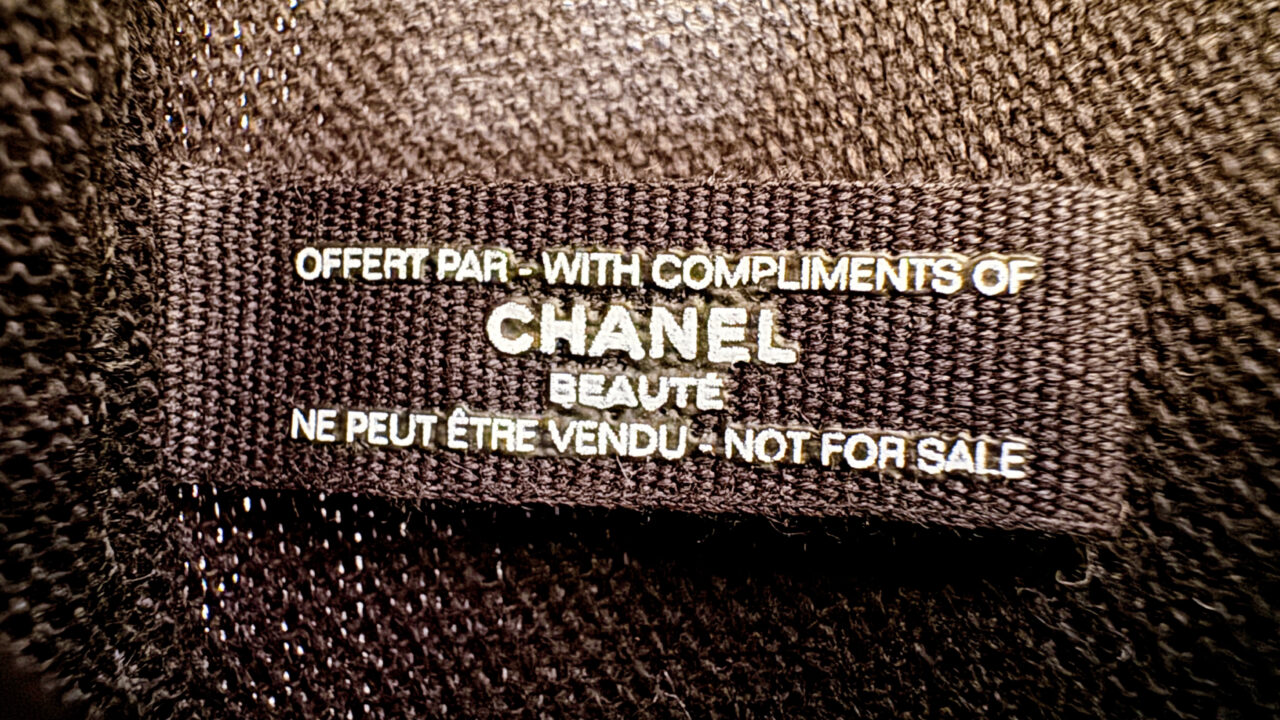 OFFERT PAR - WITH COMPLIMENTS OF
CHANEL
BEAUTÉ
NE PEUT ÊTRE VENDU - NOT FOR SALE